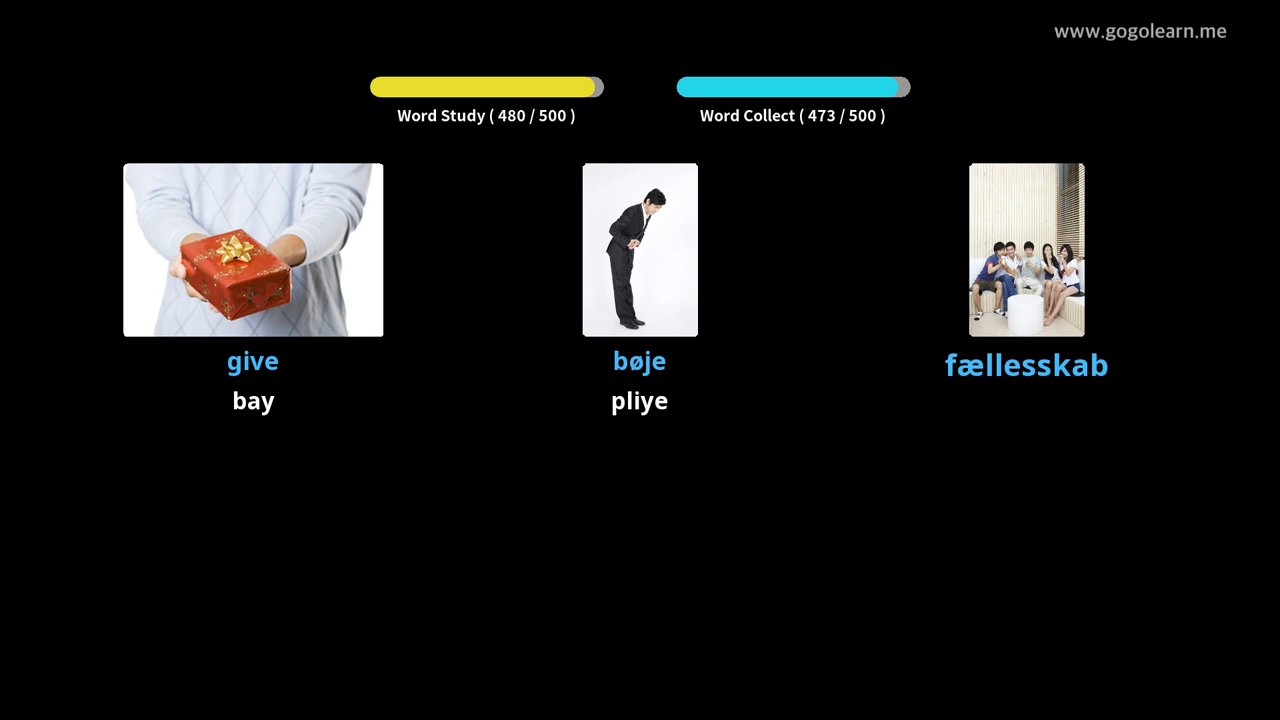 www.gogolearn.me
Word Study ( 480 / 500 )
Word Collect ( 473 / 500 )
give
bay
bøje
pliye
fællesskab